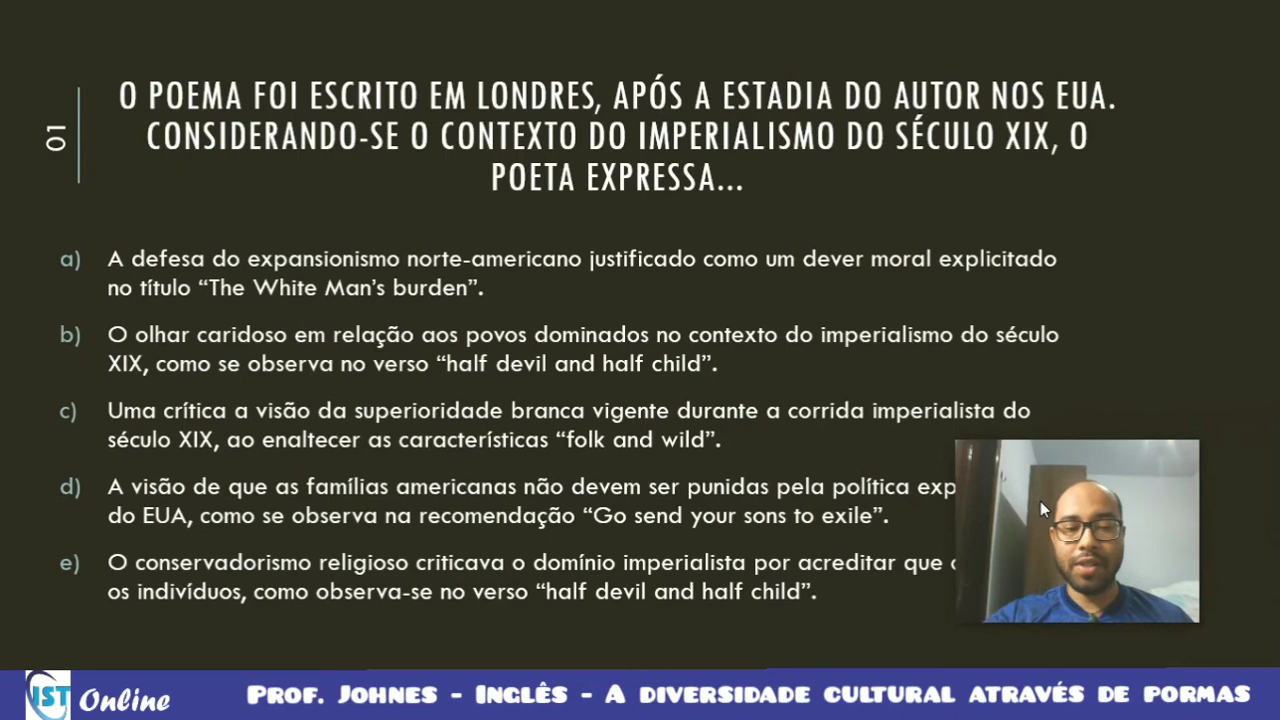 01
O POEMA FOI ESCRITO EM LONDRES, APÓS A ESTADIA DO AUTOR NOS EUA.
CONSIDERANDO-SE O CONTEXTO DO IMPERIALISMO DO SÉCULO XIX, O
POETA EXPRESSA...
a) A defesa do expansionismo norte-americano justificado como um dever moral explicitado
no título “The White Man’s burden”.
b) O olhar caridoso em relação aos povos dominados no contexto do imperialismo do século
XIX, como se observa no verso “half devil and half child”.
c) Uma crítica a visão da superioridade branca vigente durante a corrida imperialista do
século XIX, ao enaltecer as características “folk and wild”.
d) A visão de que as famílias americanas não devem ser punidas pela política
do EUA, como se observa na recomendação “Go send your sons to exile”.
e) O conservadorismo religioso criticava o domínio imperialista por acreditar que
os indivíduos, como observa-se no verso “half devil and half child”.
IST Online
PROF. JOHNES - INGLÊS - A DIVERSIDADE CULTURAL ATRAVÉS DE PORMAS